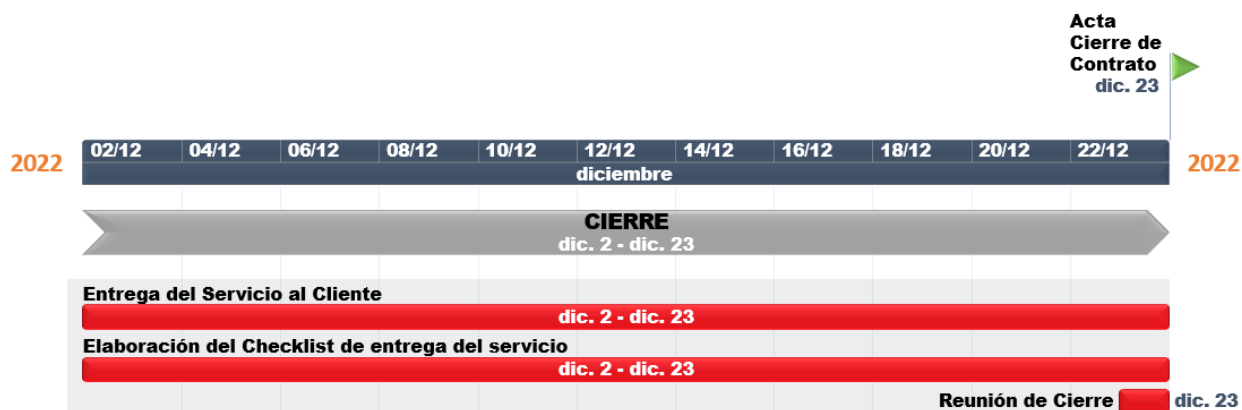 Acta
Cierre de
Contrato
dic. 23
2022
02/12 04/12 06/12 08/12 10/12 12/12 14/12 16/12 18/12 20/12 22/12
diciembre
2022
CIERRE
dic. 2 - dic. 23
Entrega del Servicio al Cliente
dic. 2 - dic. 23
Elaboración del Checklist de entrega del servicio
dic. 2 - dic. 23
Reunión de Cierre dic. 23